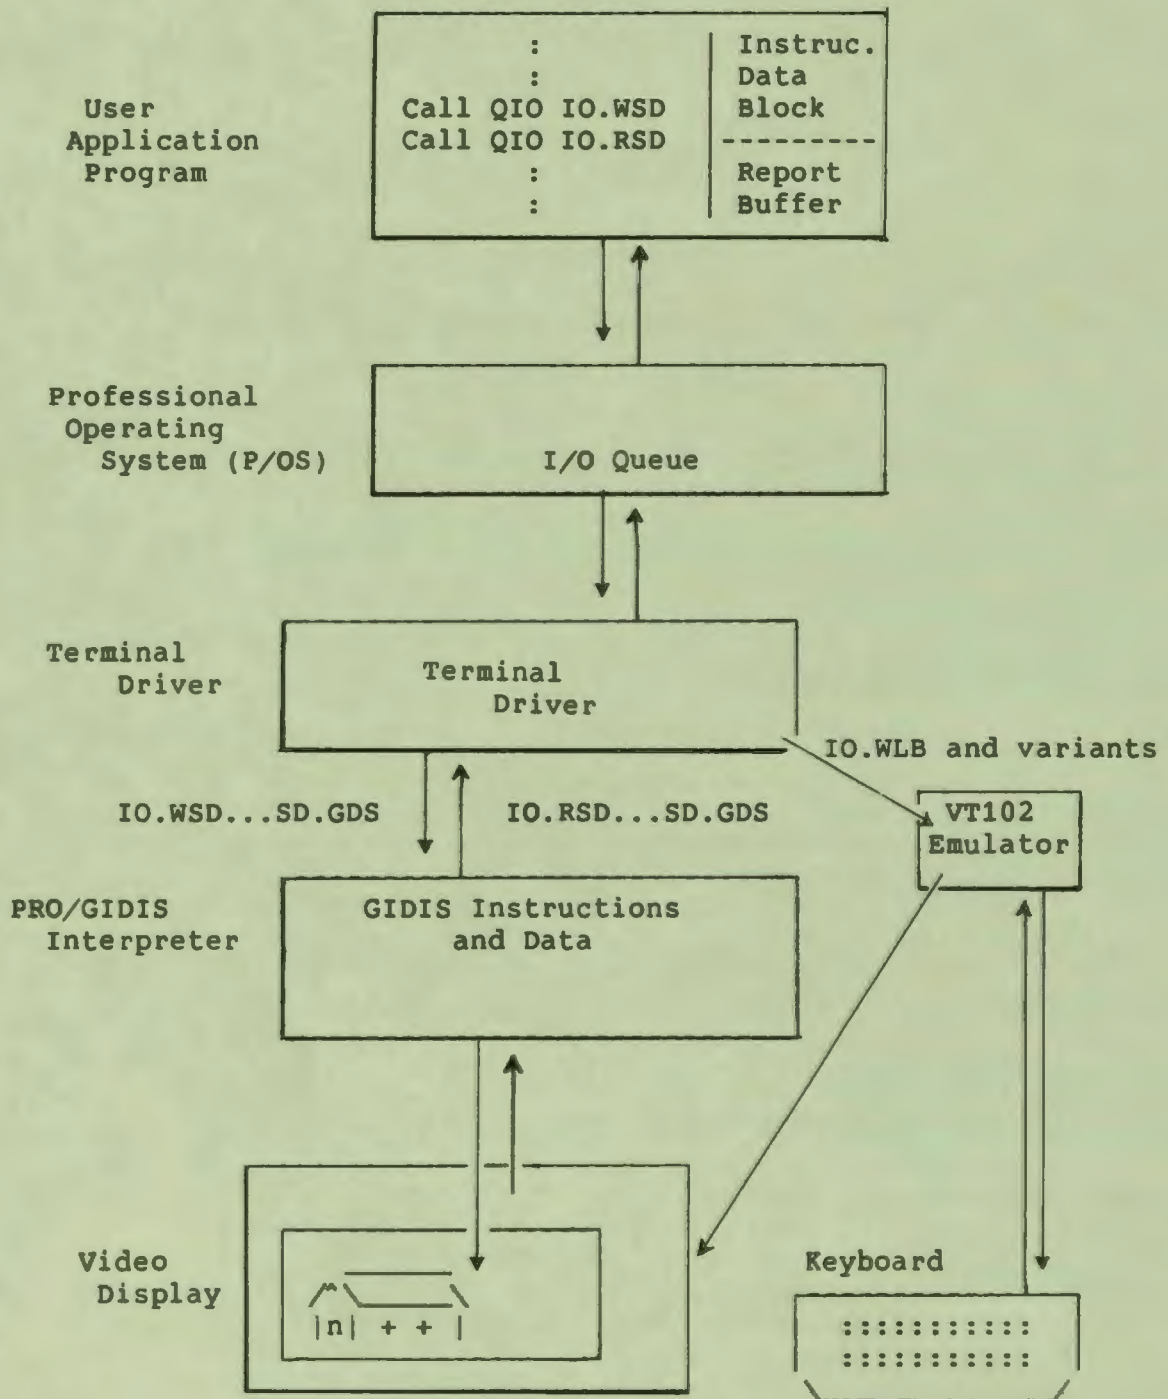 :
Instruc.
:
Data
User
Call QIO IO.WSD
Block
Application
Call QIO IO.RSD
---------
Program
:
Report
:
Buffer
Professional
Operating
System (P/OS)
I/O Queue
Terminal
Driver
Terminal
Driver
IO.WLB and variants
IO.WSD...SD.GDS
IO.RSD...SD.GDS
VT102
Emulator
PRO/GIDIS
Interpreter
GIDIS Instructions
and Data
Video
Display
Keyboard
|n| + + |
:::::::::::
:::::::::::